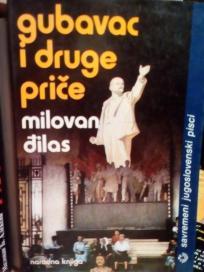 gubavac
i druge
priče
milovan
đilas
narodna knjiga
savremeni jugoslovenski pisci